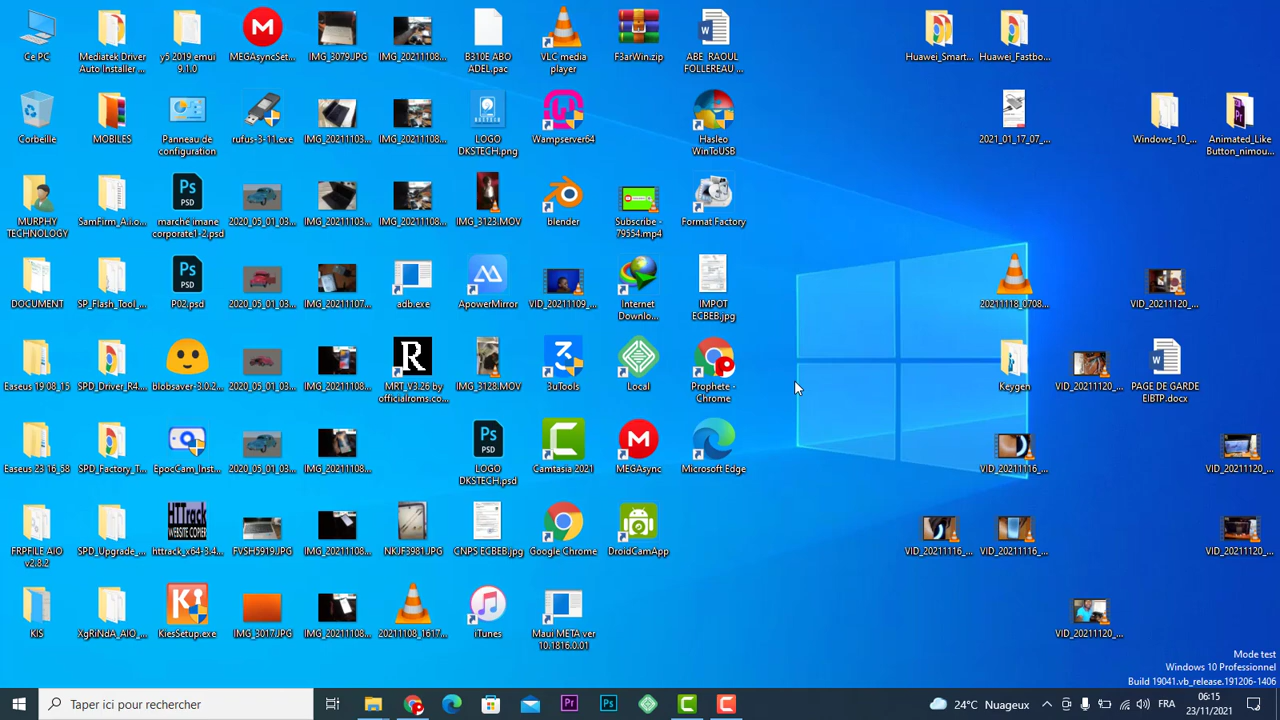 Ce PC
Mediatek Driver
Auto Installer ...
y5 2019 emui
9.1.0
MEGAsyncSet...
IMG_3079.JPG
IMG_20211108...
B310E ABO
ADEL.pac
VLC media
player
F3arWin.zip
ABE RAOUL
FOLLEREAU ...
Huawei_Smart...
Huawei_Fastbo...
Corbeille
MOBILES
Panneau de
configuration
rufus-3-11.exe
IMG_20211103...
IMG_20211108...
LOGO
DKSTECH.png
Wampserver64
Hasleo
WinToUSB
2021_01_17_07_...
Windows_10_...
Animated_Like
Button_nimou...
MURPHY
TECHNOLOGY
SamFirm_A.i.o...
marché imane
corporate1-2.psd
2020_05_01_03...
IMG_20211103...
IMG_20211108...
IMG_3123.MOV
blender
Subscribe -
79554.mp4
Format Factory
DOCUMENT
SP_Flash_Tool_...
P02.psd
2020_05_01_03...
IMG_20211107...
adb.exe
ApowerMirror
VID_20211109_...
Internet
Downlo...
IMPOT
ECBEB.jpg
20211118_0708...
VID_20211120_...
Easeus 19 08_15
SPD_Driver_R4...
blobsaver-3.0.2...
2020_05_01_03...
IMG_20211108...
MRT_V3.26 by
officialroms.co...
IMG_3128.MOV
3uTools
Local
Prophete -
Chrome
Keygen
VID_20211120_...
PAGE DE GARDE
EIBTP.docx
Easeus 23 16_58
SPD_Factory_T...
EpocCam_Inst...
2020_05_01_03...
IMG_20211108...
LOGO
DKSTECH.psd
Camtasia 2021
MEGAsync
Microsoft Edge
VID_20211116_...
VID_20211120_...
FRPFILE AIO
v2.8.2
SPD_Upgrade_...
HTTrack
WEBSITE COPIER
httrack_x64-3.4...
FVSH5919.JPG
IMG_20211108...
NKJF3981.JPG
CNPS ECBEB.jpg
Google Chrome
DroidCamApp
VID_20211116_...
VID_20211116_...
VID_20211120_...
KIS
XgRiNdA_AIO_...
KiesSetup.exe
IMG_3017.JPG
IMG_20211108...
20211108_1617...
iTunes
Maui META ver
10.1816.0.01
VID_20211120_...
Mode test
Windows 10 Professionnel
Build 19041.vb_release.191206-1406
Taper ici pour rechercher
24°C Nuageux
FRA
06:15
23/11/2021